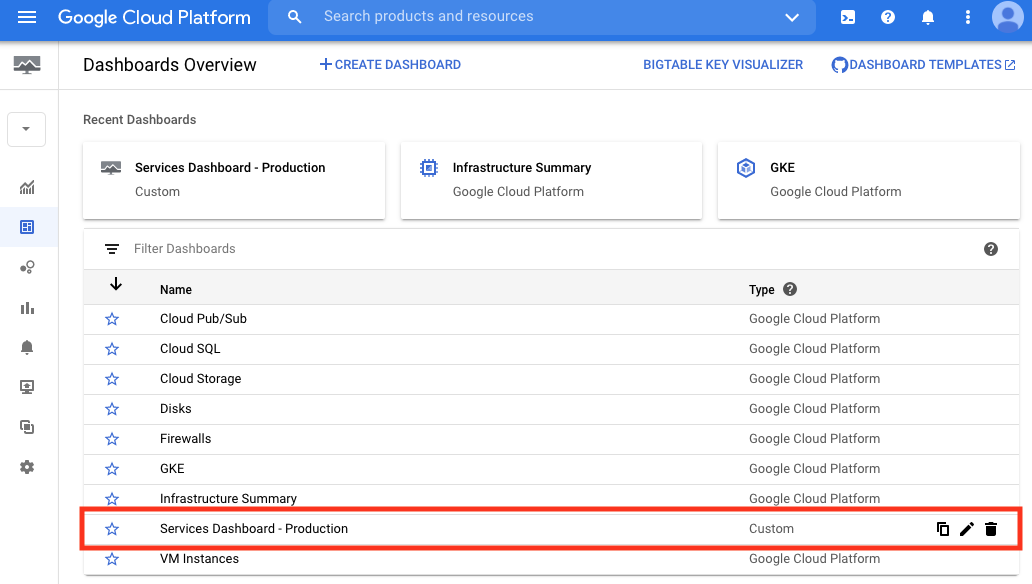 Google Cloud Platform
Search products and resources
Dashboards Overview
CREATE DASHBOARD
BIGTABLE KEY VISUALIZER
DASHBOARD TEMPLATES
Recent Dashboards
Services Dashboard - Production
Custom
Infrastructure Summary
Google Cloud Platform
GKE
Google Cloud Platform
Filter Dashboards
Name Type
Cloud Pub/Sub Google Cloud Platform
Cloud SQL Google Cloud Platform
Cloud Storage Google Cloud Platform
Disks Google Cloud Platform
Firewalls Google Cloud Platform
GKE Google Cloud Platform
Infrastructure Summary Google Cloud Platform
Services Dashboard - Production Custom
VM Instances Google Cloud Platform